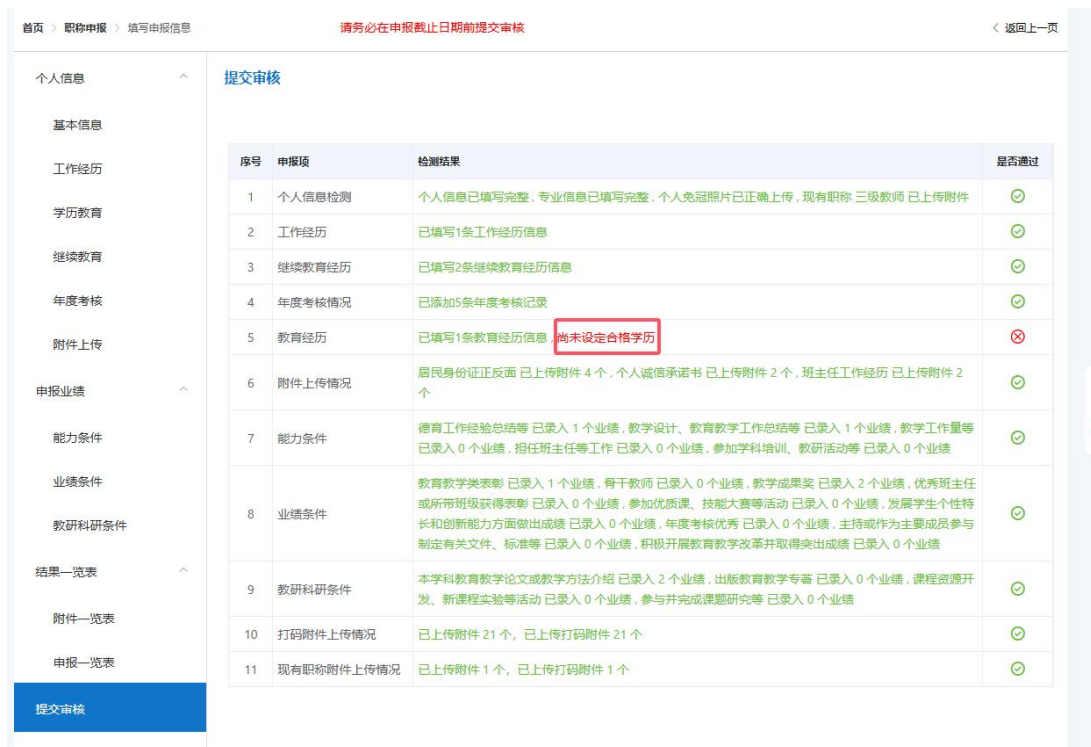 首页 > 职称申报 > 填写申报信息
请务必在申报截止日期前提交审核
< 返回上一页
个人信息
基本信息
工作经历
学历教育
继续教育
年度考核
附件上传
申报业绩
能力条件
业绩条件
教研科研条件
结果一览表
附件一览表
申报一览表
提交审核
提交审核
序号 申报项 检测结果 是否通过
1 个人信息检测 个人信息已填写完整 , 专业信息已填写完整 , 个人免冠照片已正确上传 , 现有职称 三级教师 已上传附件
2 工作经历 已填写1条工作经历信息
3 继续教育经历 已填写2条继续教育经历信息
4 年度考核情况 已添加5条年度考核记录
5 教育经历 已填写1条教育经历信息 , 尚未设定合格学历
6 附件上传情况 居民身份证正反面 已上传附件 4 个 , 个人诚信承诺书 已上传附件 2 个 , 班主任工作经历 已上传附件 2
个
7 能力条件 德育工作经验总结等 已录入 1 个业绩 , 教学设计、教育教学工作总结等 已录入 1 个业绩 , 教学工作量等
已录入 0 个业绩 , 担任班主任等工作 已录入 0 个业绩 , 参加学科培训、教研活动等 已录入 0 个业绩
8 业绩条件 教育教学类表彰 已录入 1 个业绩 , 骨干教师 已录入 0 个业绩 , 教学成果奖 已录入 2 个业绩 , 优秀班主任
或所带班级获得表彰 已录入 0 个业绩 , 参加优质课、技能大赛等活动 已录入 0 个业绩 , 发展学生个性特
长和创新能力方面做出成绩 已录入 0 个业绩 , 年度考核优秀 已录入 0 个业绩 , 主持或作为主要成员参与
制定有关文件、标准等 已录入 0 个业绩 , 积极开展教育教学改革并取得突出成绩 已录入 0 个业绩
9 教研科研条件 本学科教育教学论文或教学方法介绍 已录入 2 个业绩 , 出版教育教学专著 已录入 0 个业绩 , 课程资源开
发、新课程实验等活动 已录入 0 个业绩 , 参与并完成课题研究等 已录入 0 个业绩
10 打码附件上传情况 已上传附件 21 个，已上传打码附件 21 个
11 现有职称附件上传情况 已上传附件 1 个，已上传打码附件 1 个